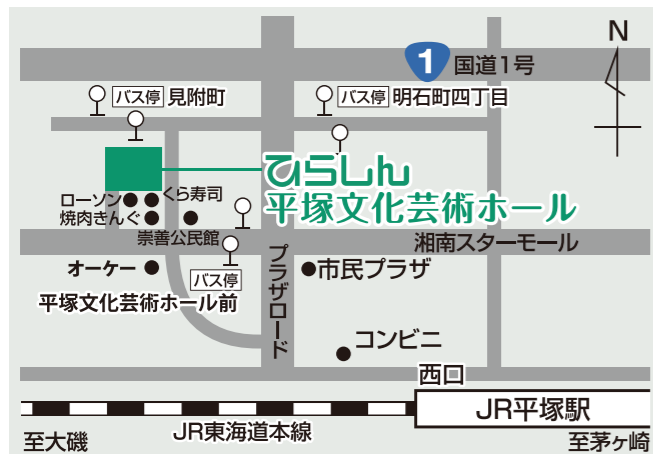 N
1 国道1号
バス停 見附町
バス停 明石町四丁目
ひらしん
平塚文化芸術ホール
ローソン
くら寿司
焼肉きんぐ
崇善公民館
湘南スターモール
オーケー
バス停
平塚文化芸術ホール前
プラザロード
市民プラザ
コンビニ
西口
JR平塚駅
JR東海道本線
至大磯
至茅ヶ崎